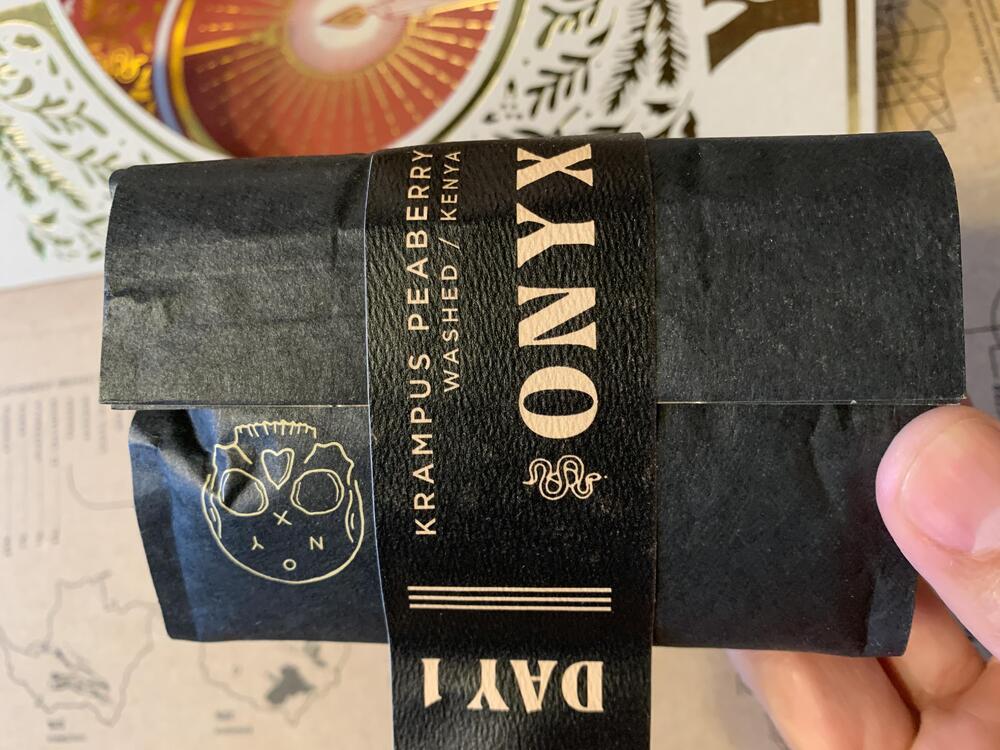 ONYX
KRAMPUS PEABERRY
WASHED / KENYA
DAY 1
O
N Y
X